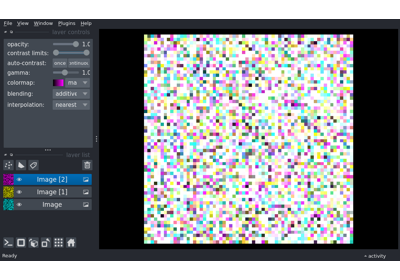 File View Window Plugins Help
layer controls
opacity: 1.0
contrast limits:
auto-contrast: once
gamma: 1.0
colormap: ma
blending: additive
interpolation: nearest
layer list
Image [2]
Image [1]
Image
Ready
activity